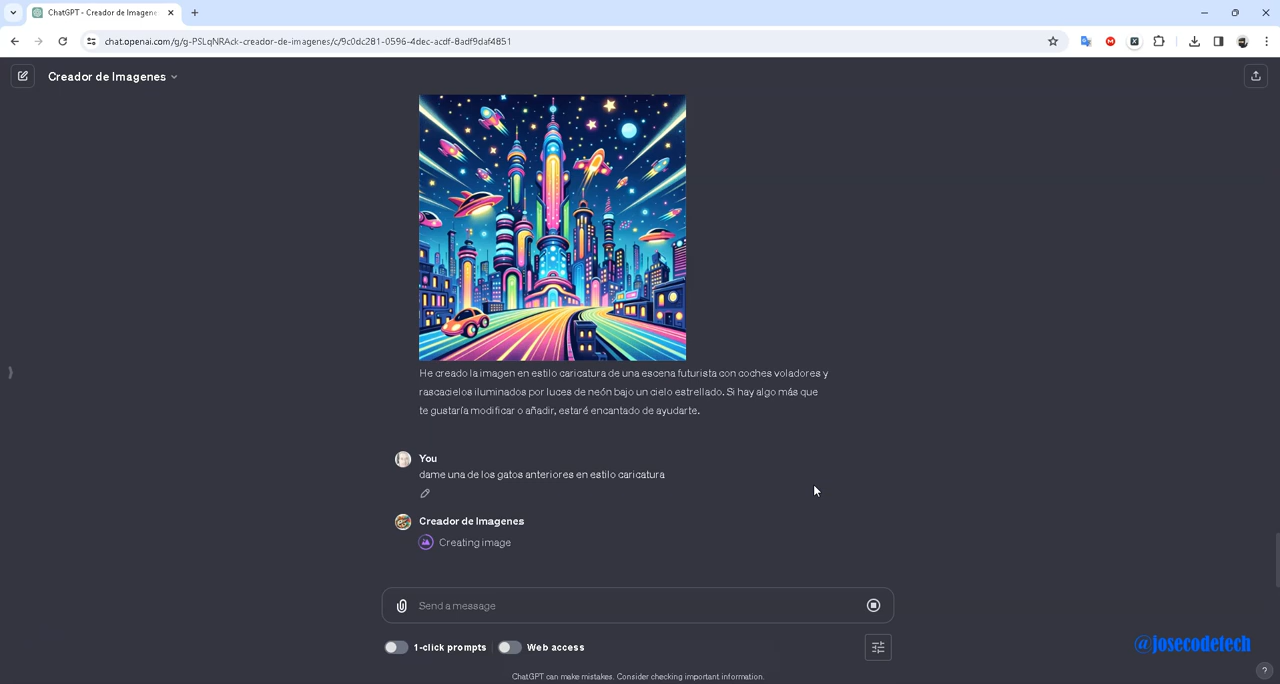 ChatGPT - Creador de Imagene
chat.openai.com/g/g-PSLqNRAck-creador-de-imagenes/c/9c0dc281-0596-4dec-acdf-8adf9daf4851
Creador de Imagenes
He creado la imagen en estilo caricatura de una escena futurista con coches voladores y
rascacielos iluminados por luces de neón bajo un cielo estrellado. Si hay algo más que
te gustaría modificar o añadir, estaré encantado de ayudarte.
You
dame una de los gatos anteriores en estilo caricatura
Creador de Imagenes
Creating image
Send a message
1-click prompts
Web access
@josecodetech
ChatGPT can make mistakes. Consider checking important information.
?